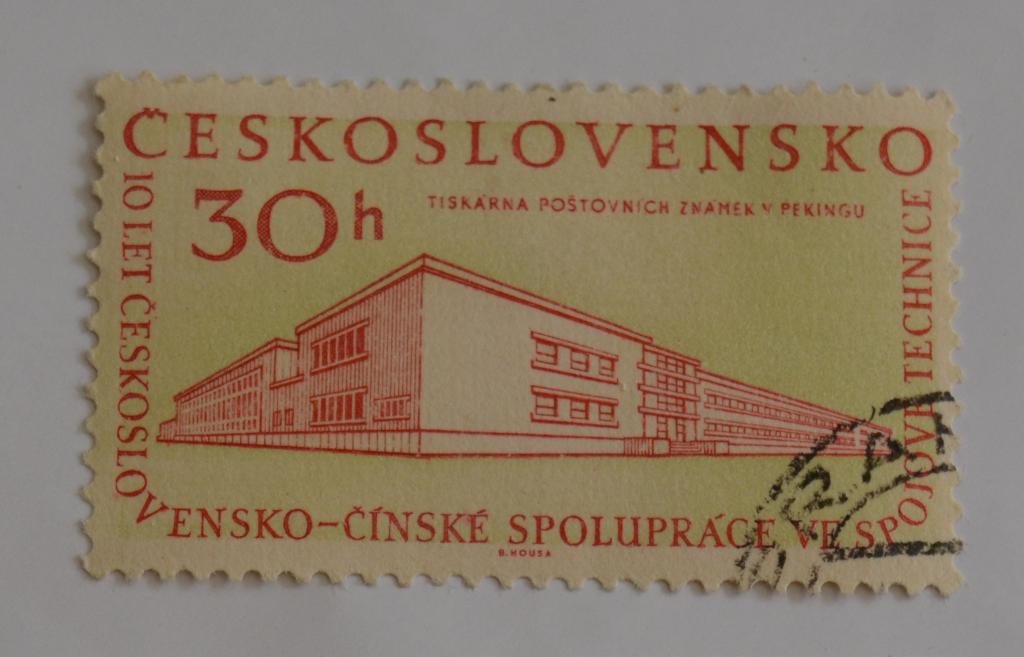 ČESKOSLOVENSKO
30h
TISKÁRNA POŠTOVNÍCH ZNÁMEK V PEKINGU
10 LET ČESKOSLOVENSKO-ČÍNSKÉ SPOLUPRÁCE VE SPOJOVÉ TECHNICE
B. HOUSA